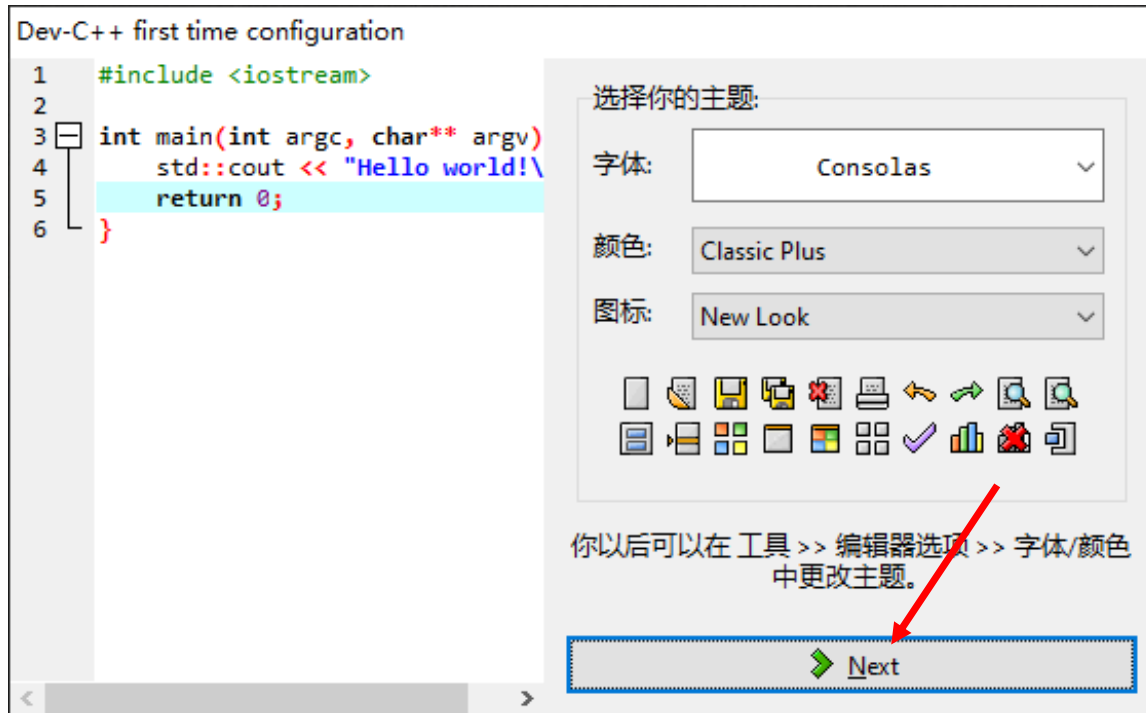 Dev-C++ first time configuration
1 #include <iostream>
2
3 int main(int argc, char** argv)
4 std::cout << "Hello world!\
5 return 0;
6 }
选择你的主题:
字体: Consolas
颜色: Classic Plus
图标: New Look
你以后可以在 工具 >> 编辑器选项 >> 字体/颜色
中更改主题。
Next